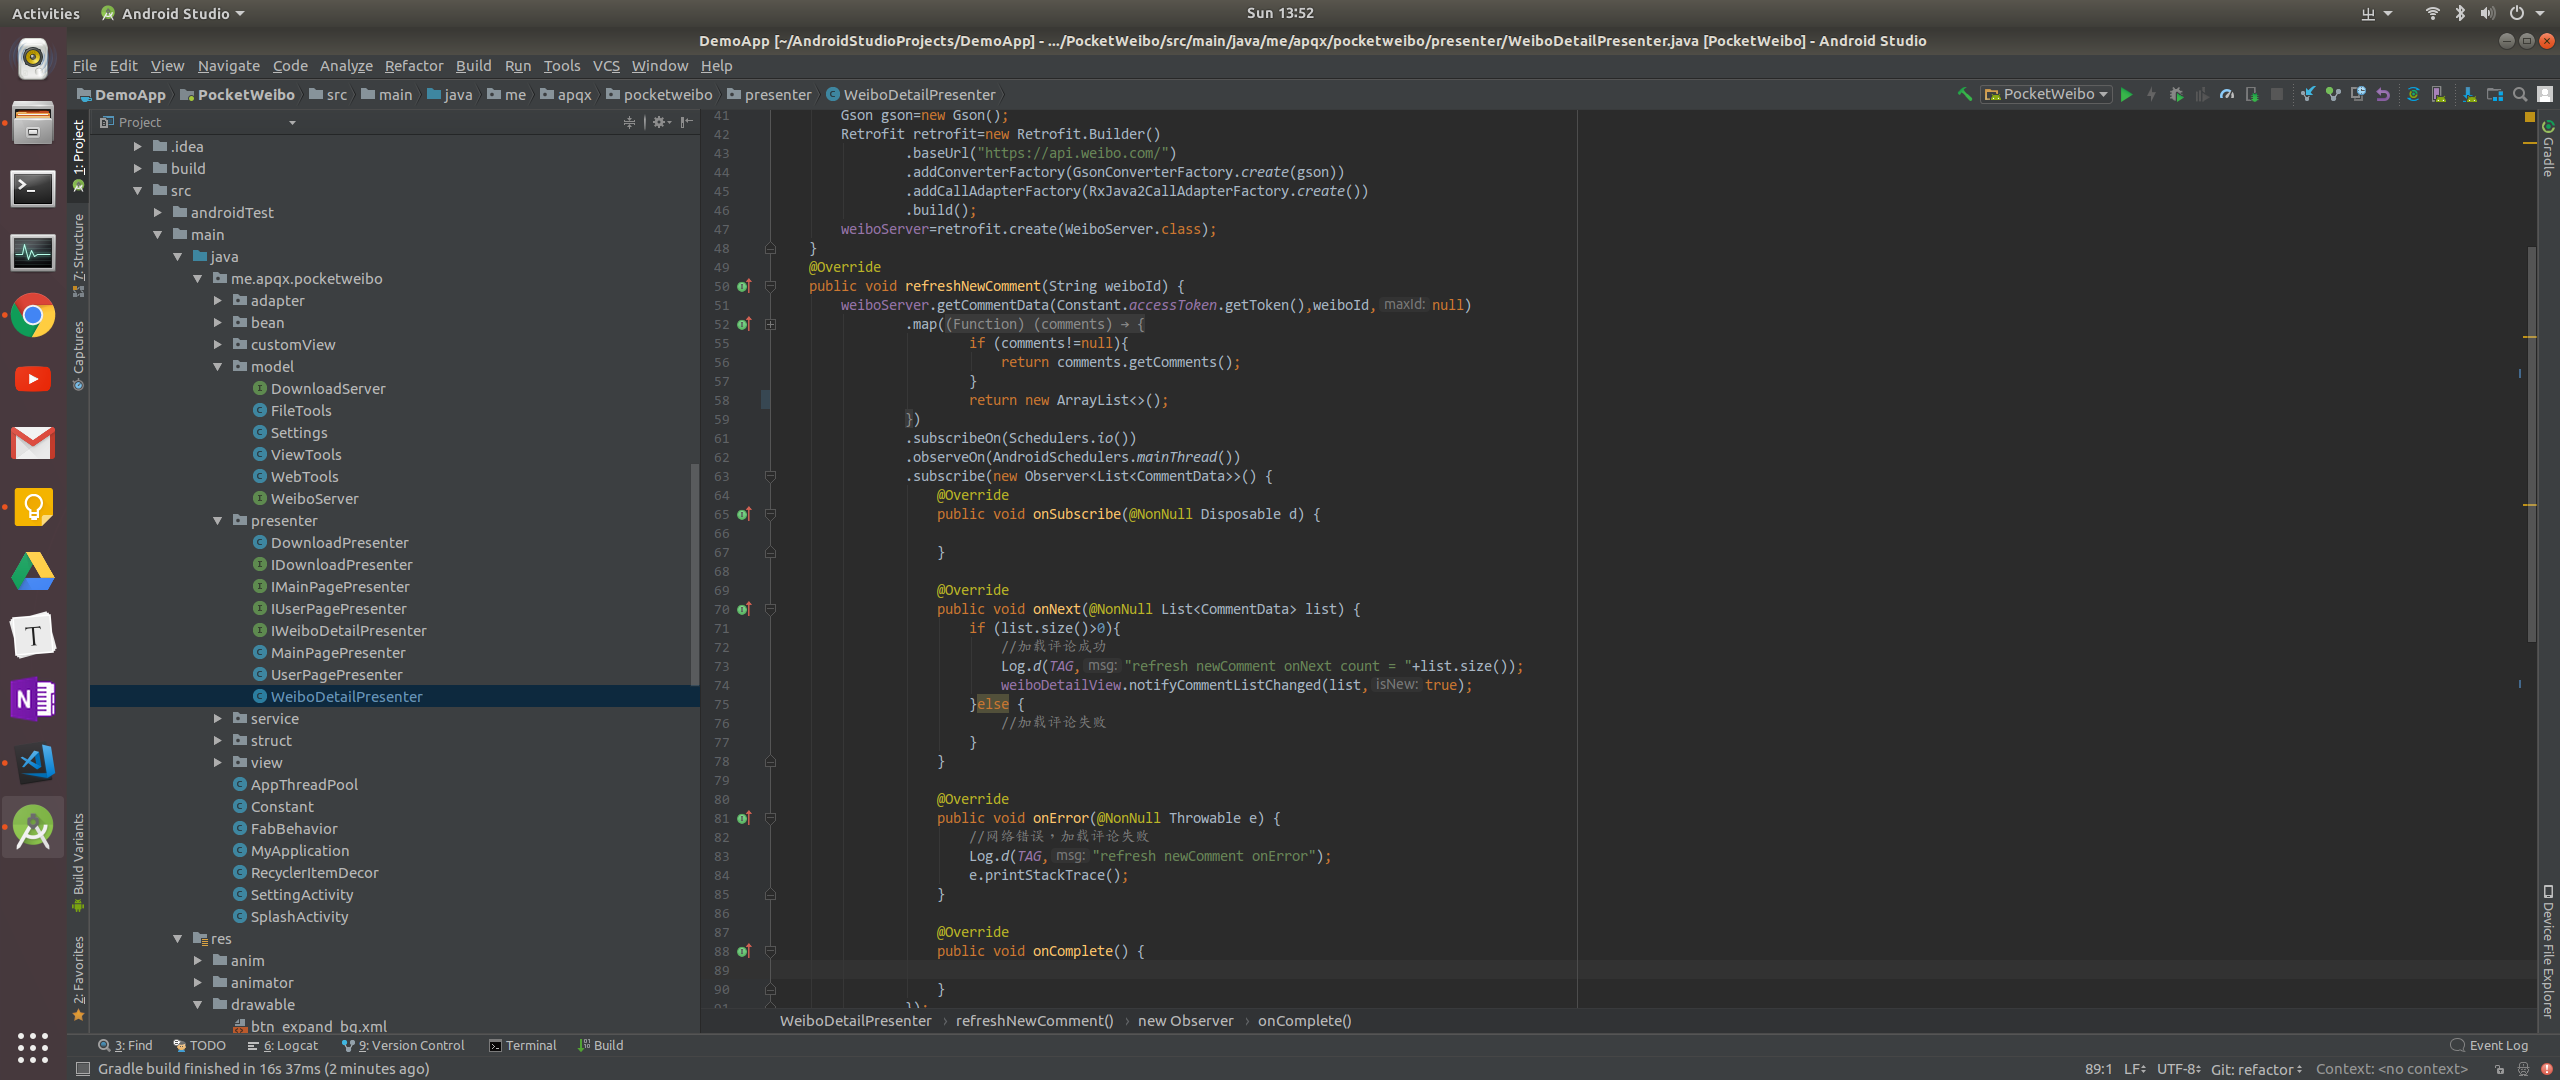 Activities
Android Studio
Sun 13:52
DemoApp [~/AndroidStudioProjects/DemoApp] - .../PocketWeibo/src/main/java/me/apqx/pocketweibo/presenter/WeiboDetailPresenter.java [PocketWeibo] - Android Studio
File Edit View Navigate Code Analyze Refactor Build Run Tools VCS Window Help
DemoApp PocketWeibo src main java me apqx pocketweibo presenter WeiboDetailPresenter
PocketWeibo
Project
1: Project
7: Structure
Captures
Build Variants
2: Favorites
.idea
build
src
androidTest
main
java
me.apqx.pocketweibo
adapter
bean
customView
model
DownloadServer
FileTools
Settings
ViewTools
WebTools
WeiboServer
presenter
DownloadPresenter
IDownloadPresenter
IMainPagePresenter
IUserPagePresenter
IWeiboDetailPresenter
MainPagePresenter
UserPagePresenter
WeiboDetailPresenter
service
struct
view
AppThreadPool
Constant
FabBehavior
MyApplication
RecyclerItemDecor
SettingActivity
SplashActivity
res
anim
animator
drawable
btn_expand_bg.xml
41 Gson gson=new Gson();
42 Retrofit retrofit=new Retrofit.Builder()
43 .baseUrl("https://api.weibo.com/")
44 .addConverterFactory(GsonConverterFactory.create(gson))
45 .addCallAdapterFactory(RxJava2CallAdapterFactory.create())
46 .build();
47 weiboServer=retrofit.create(WeiboServer.class);
48 }
49 @Override
50 public void refreshNewComment(String weiboId) {
51 weiboServer.getCommentData(Constant.accessToken.getToken(),weiboId, maxId: null)
52 .map((Function) (comments) → {
55 if (comments!=null){
56 return comments.getComments();
57 }
58 return new ArrayList<>();
59 })
61 .subscribeOn(Schedulers.io())
62 .observeOn(AndroidSchedulers.mainThread())
63 .subscribe(new Observer<List<CommentData>>() {
64 @Override
65 public void onSubscribe(@NonNull Disposable d) {
66
67 }
68
69 @Override
70 public void onNext(@NonNull List<CommentData> list) {
71 if (list.size()>0){
72 //加载评论成功
73 Log.d(TAG, msg: "refresh newComment onNext count = "+list.size());
74 weiboDetailView.notifyCommentListChanged(list, isNew: true);
75 }else {
76 //加载评论失败
77 }
78 }
79
80 @Override
81 public void onError(@NonNull Throwable e) {
82 //网络错误，加载评论失败
83 Log.d(TAG, msg: "refresh newComment onError");
84 e.printStackTrace();
85 }
86
87 @Override
88 public void onComplete() {
89
90 }
91 });
WeiboDetailPresenter › refreshNewComment() › new Observer › onComplete()
Gradle
Device File Explorer
3: Find TODO 6: Logcat 9: Version Control Terminal Build
Event Log
Gradle build finished in 16s 37ms (2 minutes ago)
89:1 LF UTF-8 Git: refactor Context: <no context>